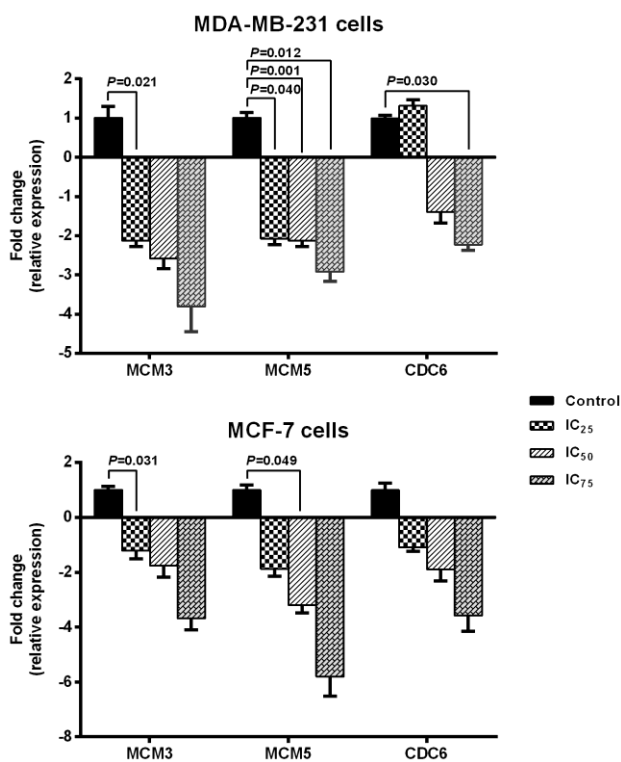 MDA-MB-231 cells
P=0.012
P=0.001
P=0.040
P=0.021
P=0.030
2
1
0
-1
-2
-3
-4
-5
Fold change
(relative expression)
MCM3 MCM5 CDC6
Control
IC25
IC50
IC75
MCF-7 cells
P=0.031
P=0.049
2
0
-2
-4
-6
-8
Fold change
(relative expression)
MCM3 MCM5 CDC6